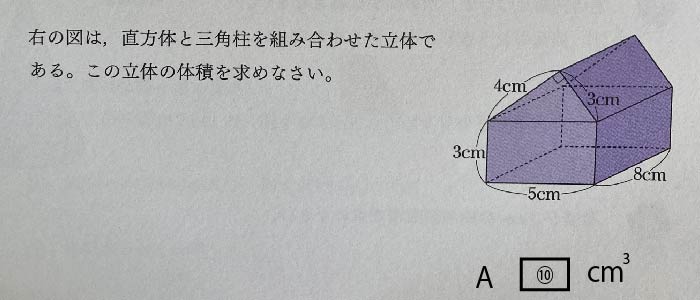 右の図は，直方体と三角柱を組み合わせた立体で
ある。この立体の体積を求めなさい。
4cm
3cm
3cm
5cm
8cm
A ⑩ cm³